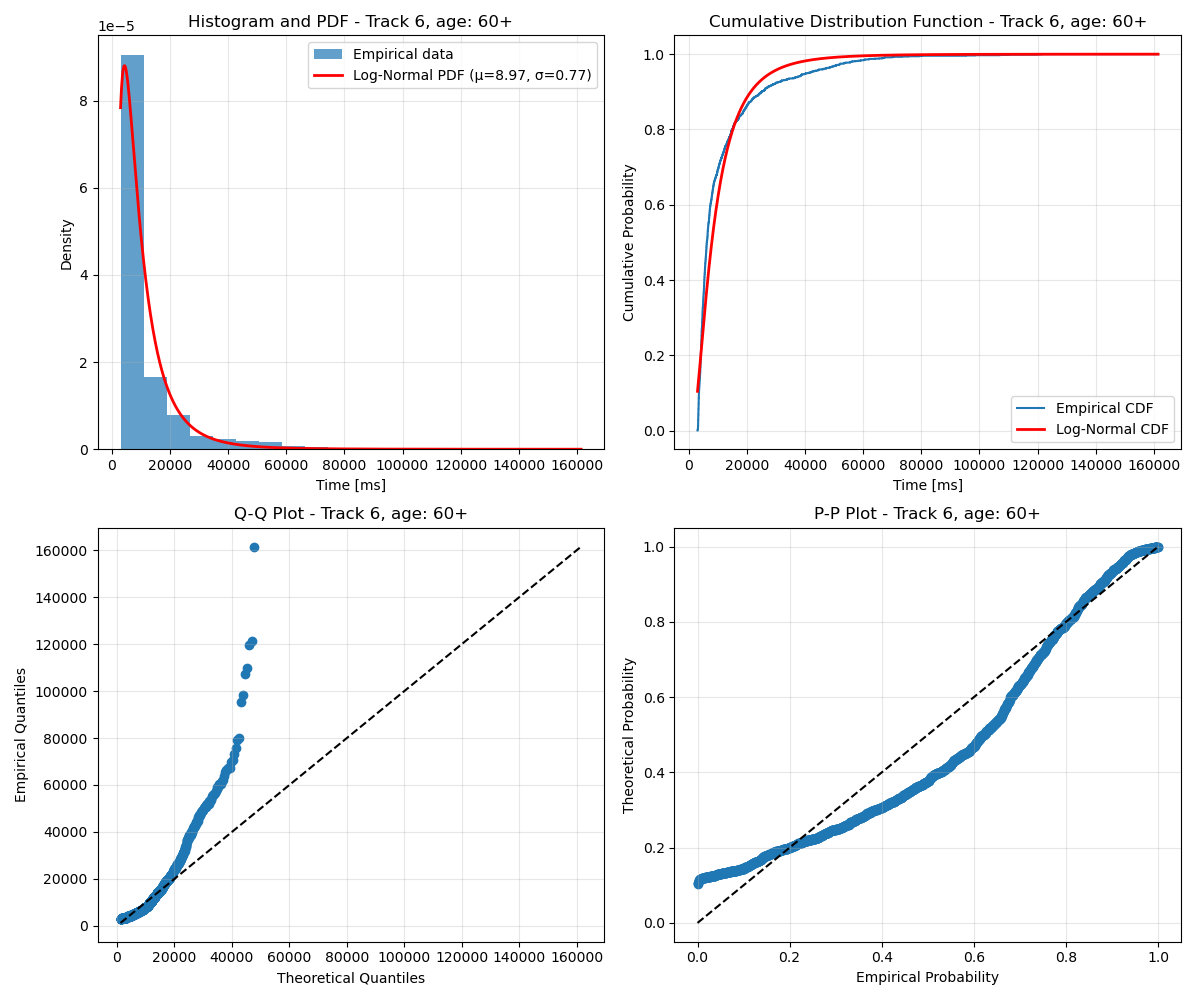 Histogram and PDF - Track 6, age: 60+
1e−5
Empirical data
Log-Normal PDF (μ=8.97, σ=0.77)
8
6
4
2
0
Density
0 20000 40000 60000 80000 100000 120000 140000 160000
Time [ms]
Cumulative Distribution Function - Track 6, age: 60+
1.0
0.8
0.6
0.4
0.2
0.0
Cumulative Probability
Empirical CDF
Log-Normal CDF
0 20000 40000 60000 80000 100000 120000 140000 160000
Time [ms]
Q-Q Plot - Track 6, age: 60+
160000
140000
120000
100000
80000
60000
40000
20000
0
Empirical Quantiles
0 20000 40000 60000 80000 100000 120000 140000 160000
Theoretical Quantiles
P-P Plot - Track 6, age: 60+
1.0
0.8
0.6
0.4
0.2
0.0
Theoretical Probability
0.0 0.2 0.4 0.6 0.8 1.0
Empirical Probability